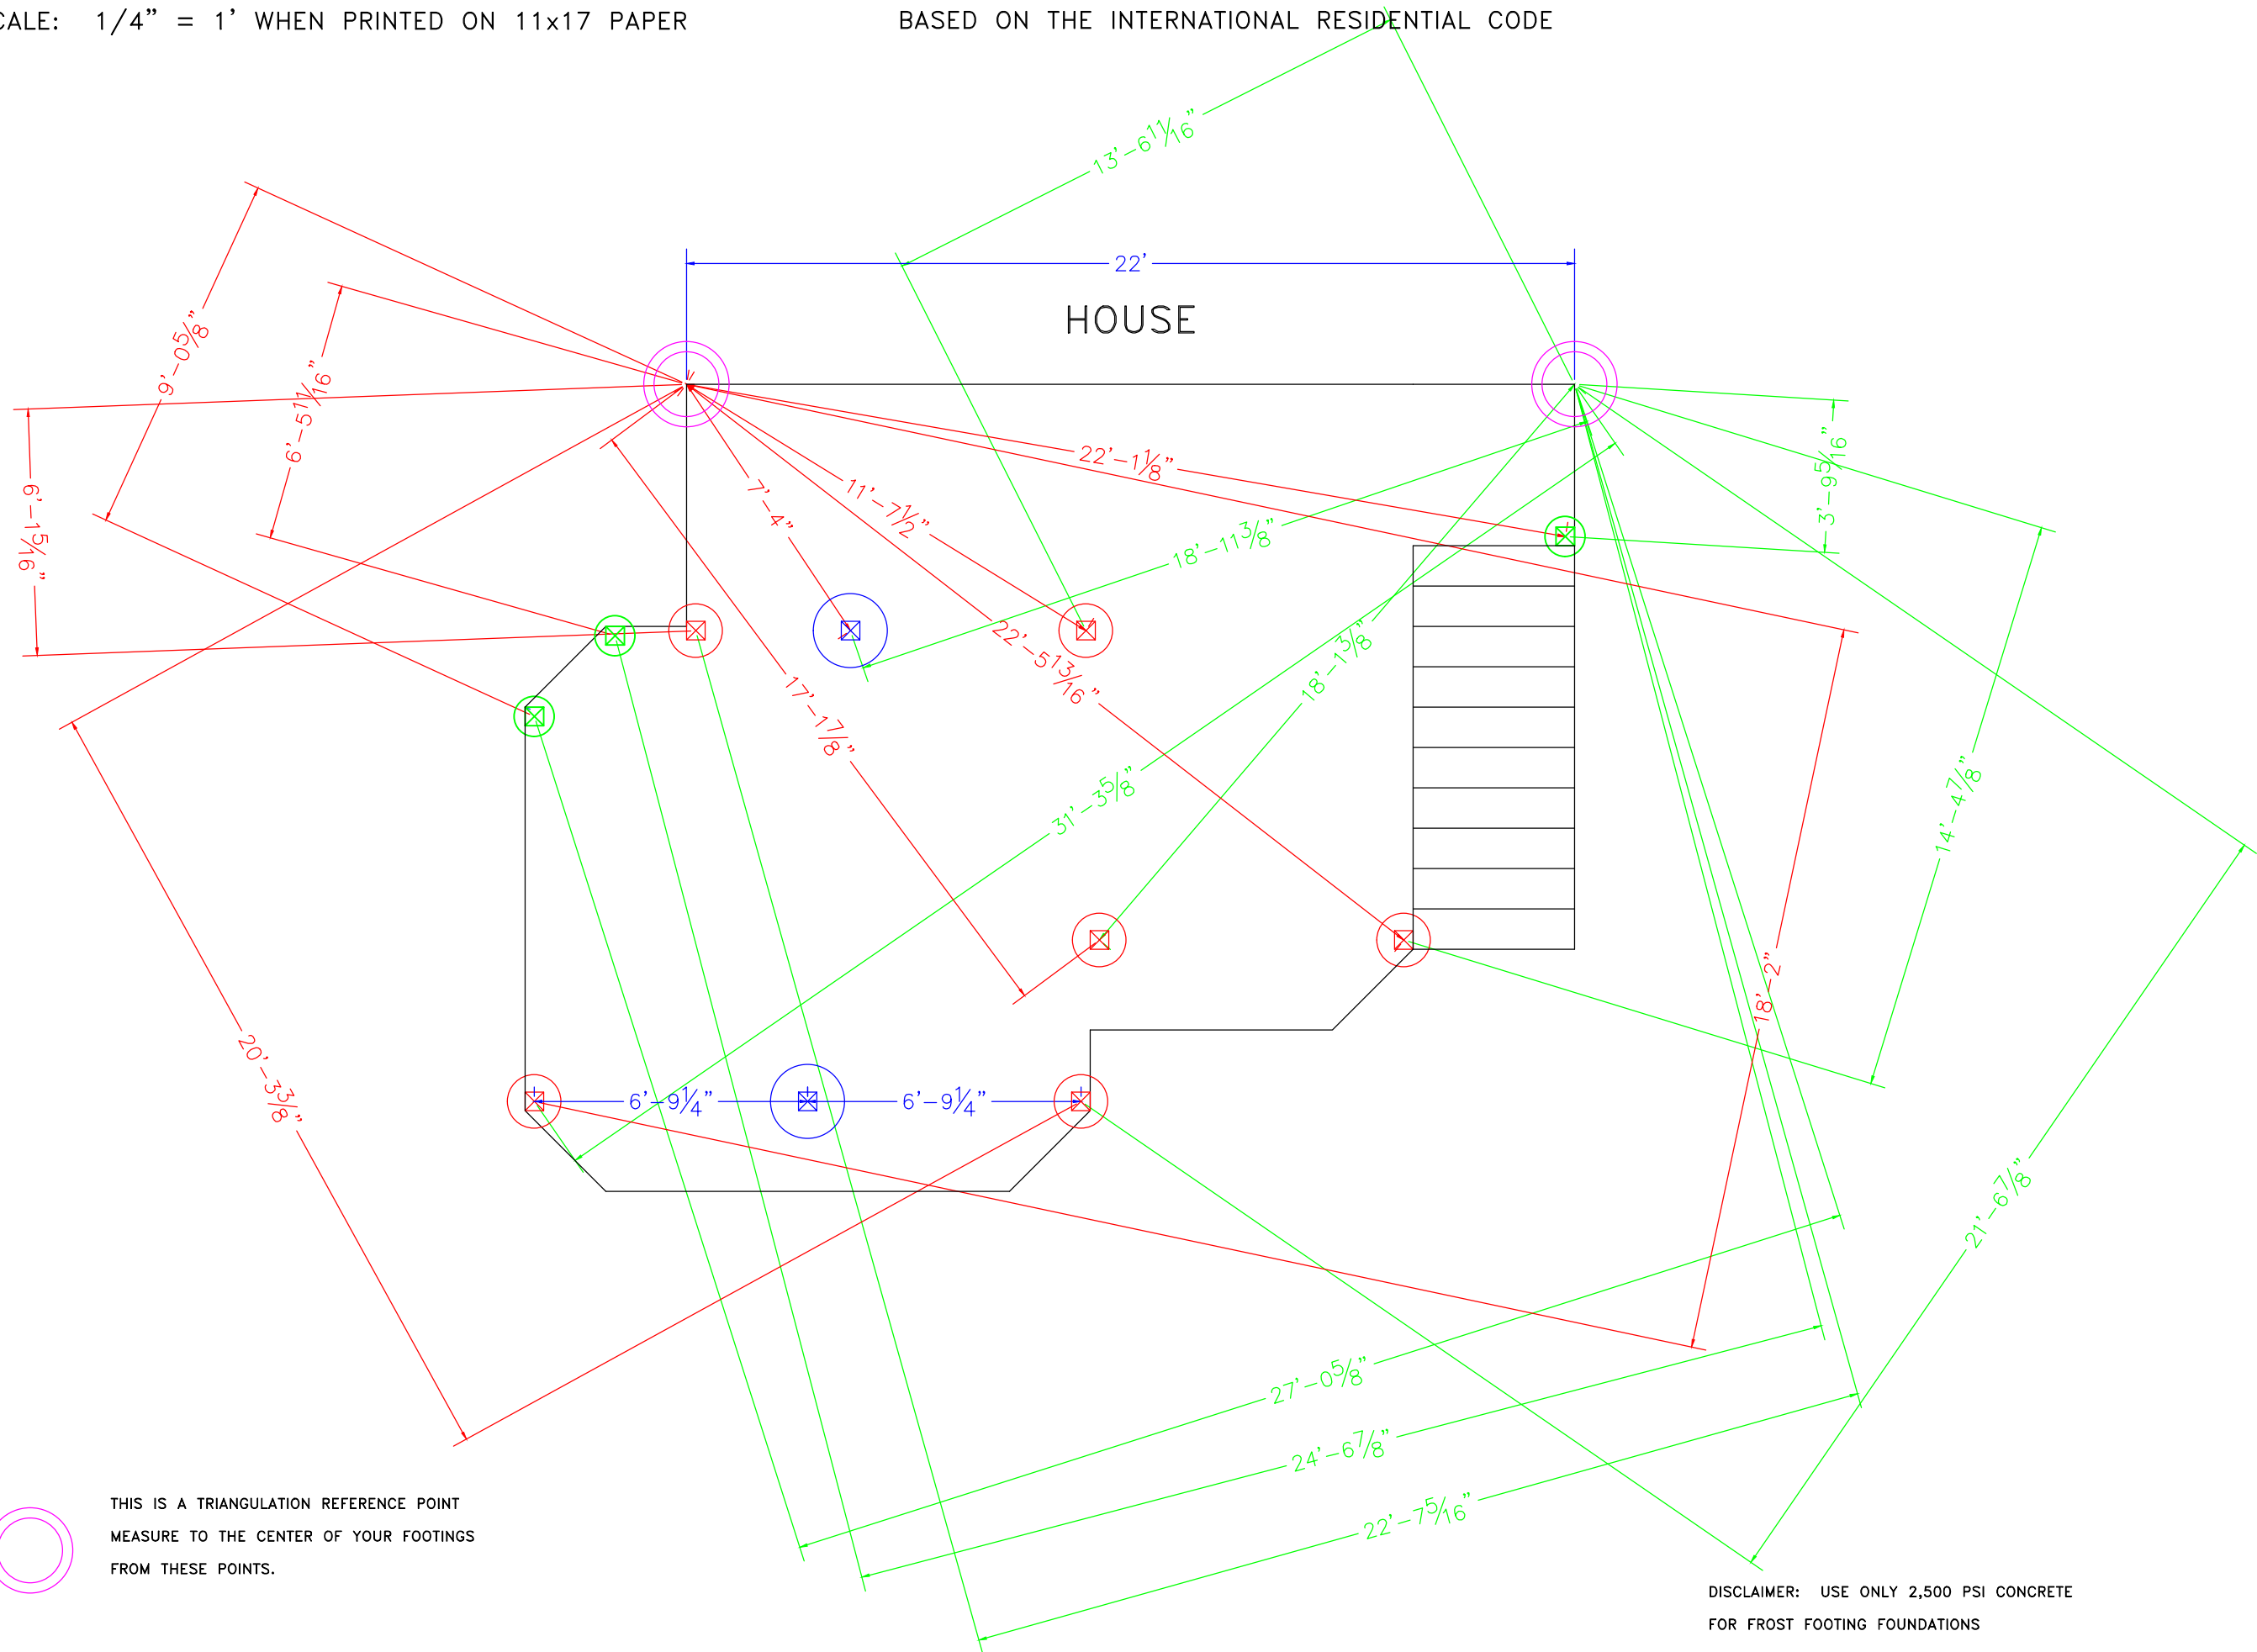 CALE: 1/4” = 1’ WHEN PRINTED ON 11x17 PAPER
BASED ON THE INTERNATIONAL RESIDENTIAL CODE
13’-6 11/16”
22’
HOUSE
9’-0 5/8”
6’-5 11/16”
6’-1 5/16”
22’-1 1/8”
7’-4”
11’-7 1/2”
3’-9 5/16”
18’-11 3/8”
22’-5 13/16”
18’-1 3/8”
17’-1 7/8”
31’-3 5/8”
14’-4 7/8”
18’-2”
20’-3 3/8”
6’-9 1/4”
6’-9 1/4”
21’-6 7/8”
27’-0 5/8”
24’-6 7/8”
22’-7 5/16”
THIS IS A TRIANGULATION REFERENCE POINT
MEASURE TO THE CENTER OF YOUR FOOTINGS
FROM THESE POINTS.
DISCLAIMER: USE ONLY 2,500 PSI CONCRETE
FOR FROST FOOTING FOUNDATIONS